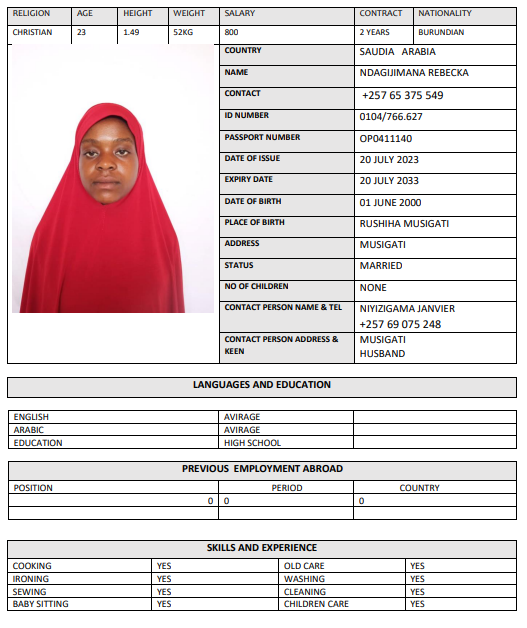 RELIGION AGE HEIGHT WEIGHT SALARY CONTRACT NATIONALITY
CHRISTIAN 23 1.49 52KG 800 2 YEARS BURUNDIAN
COUNTRY SAUDIA ARABIA
NAME NDAGIJIMANA REBECKA
CONTACT +257 65 375 549
ID NUMBER 0104/766.627
PASSPORT NUMBER OP0411140
DATE OF ISSUE 20 JULY 2023
EXPIRY DATE 20 JULY 2033
DATE OF BIRTH 01 JUNE 2000
PLACE OF BIRTH RUSHIHA MUSIGATI
ADDRESS MUSIGATI
STATUS MARRIED
NO OF CHILDREN NONE
CONTACT PERSON NAME & TEL NIYIZIGAMA JANVIER
+257 69 075 248
CONTACT PERSON ADDRESS & MUSIGATI
KEEN HUSBAND
LANGUAGES AND EDUCATION
ENGLISH AVIRAGE
ARABIC AVIRAGE
EDUCATION HIGH SCHOOL
PREVIOUS EMPLOYMENT ABROAD
POSITION PERIOD COUNTRY
0 0 0
SKILLS AND EXPERIENCE
COOKING YES OLD CARE YES
IRONING YES WASHING YES
SEWING YES CLEANING YES
BABY SITTING YES CHILDREN CARE YES